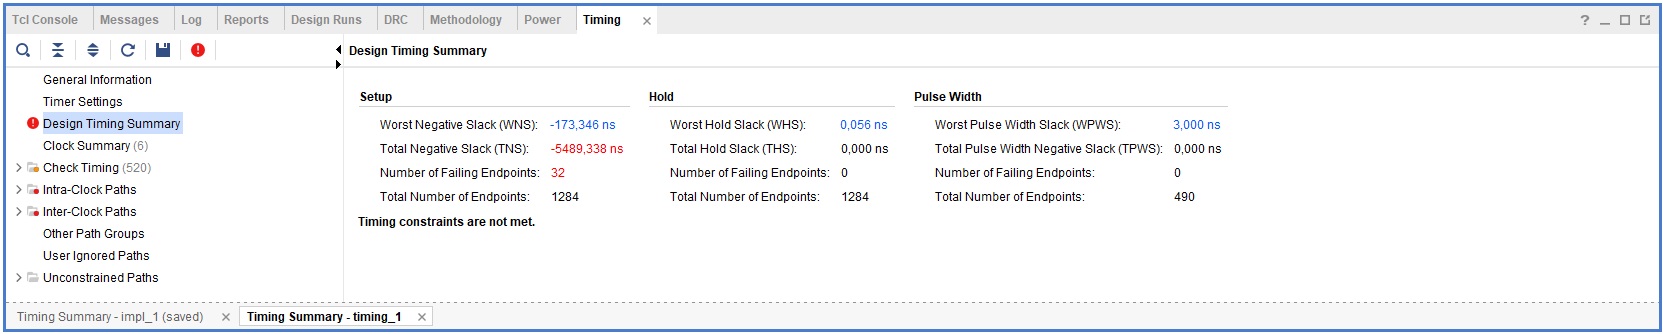 Tcl Console Messages Log Reports Design Runs DRC Methodology Power Timing
Design Timing Summary
General Information
Timer Settings
Design Timing Summary
Clock Summary (6)
Check Timing (520)
Intra-Clock Paths
Inter-Clock Paths
Other Path Groups
User Ignored Paths
Unconstrained Paths
Setup Hold Pulse Width
Worst Negative Slack (WNS): -173,346 ns Worst Hold Slack (WHS): 0,056 ns Worst Pulse Width Slack (WPWS): 3,000 ns
Total Negative Slack (TNS): -5489,338 ns Total Hold Slack (THS): 0,000 ns Total Pulse Width Negative Slack (TPWS): 0,000 ns
Number of Failing Endpoints: 32 Number of Failing Endpoints: 0 Number of Failing Endpoints: 0
Total Number of Endpoints: 1284 Total Number of Endpoints: 1284 Total Number of Endpoints: 490
Timing constraints are not met.
Timing Summary - impl_1 (saved) Timing Summary - timing_1